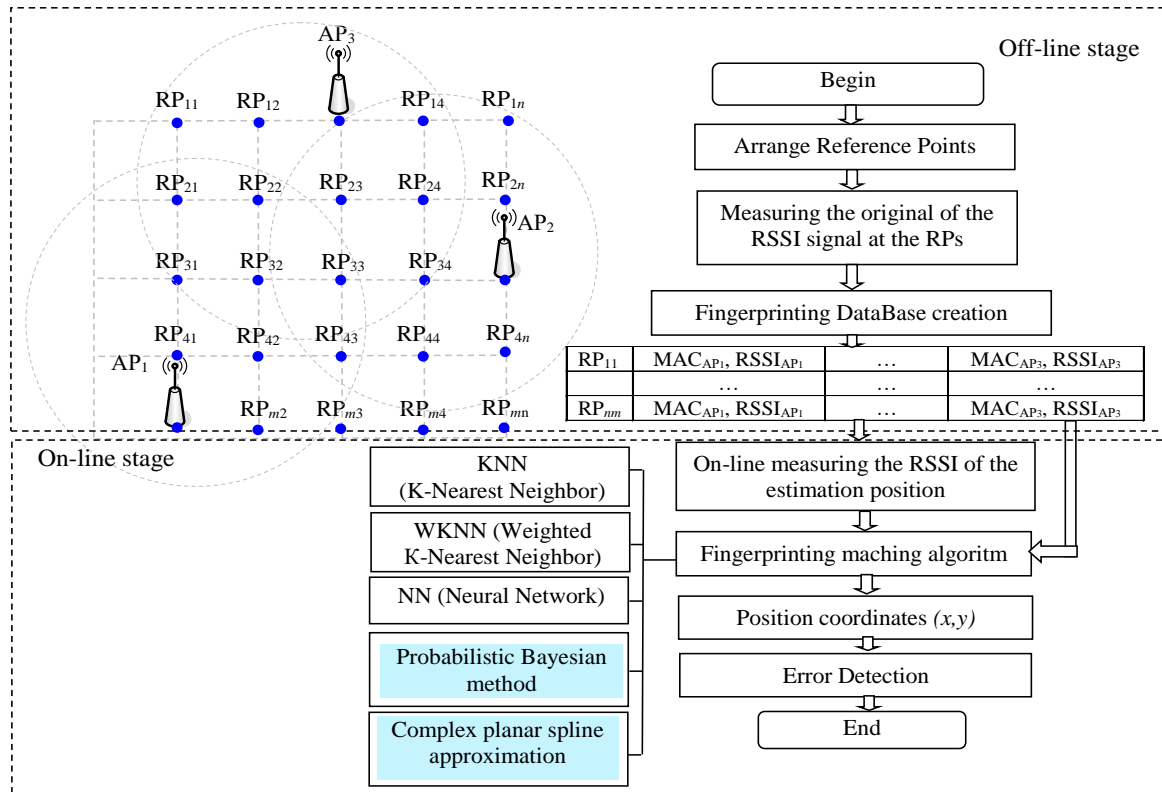 Off-line stage
AP3
RP11 RP12 RP14 RP1n
RP21 RP22 RP23 RP24 RP2n
AP2
RP31 RP32 RP33 RP34
RP41 RP42 RP43 RP44 RP4n
AP1
RPm2 RPm3 RPm4 RPmn
Begin
Arrange Reference Points
Measuring the original of the
RSSI signal at the RPs
Fingerprinting DataBase creation
RP11 MACAP1, RSSIAP1 … MACAP3, RSSIAP3
… … …
RPnm MACAP1, RSSIAP1 … MACAP3, RSSIAP3
On-line stage
On-line measuring the RSSI of the
estimation position
Fingerprinting maching algoritm
KNN
(K-Nearest Neighbor)
WKNN (Weighted
K-Nearest Neighbor)
NN (Neural Network)
Probabilistic Bayesian
method
Complex planar spline
approximation
Position coordinates (x,y)
Error Detection
End